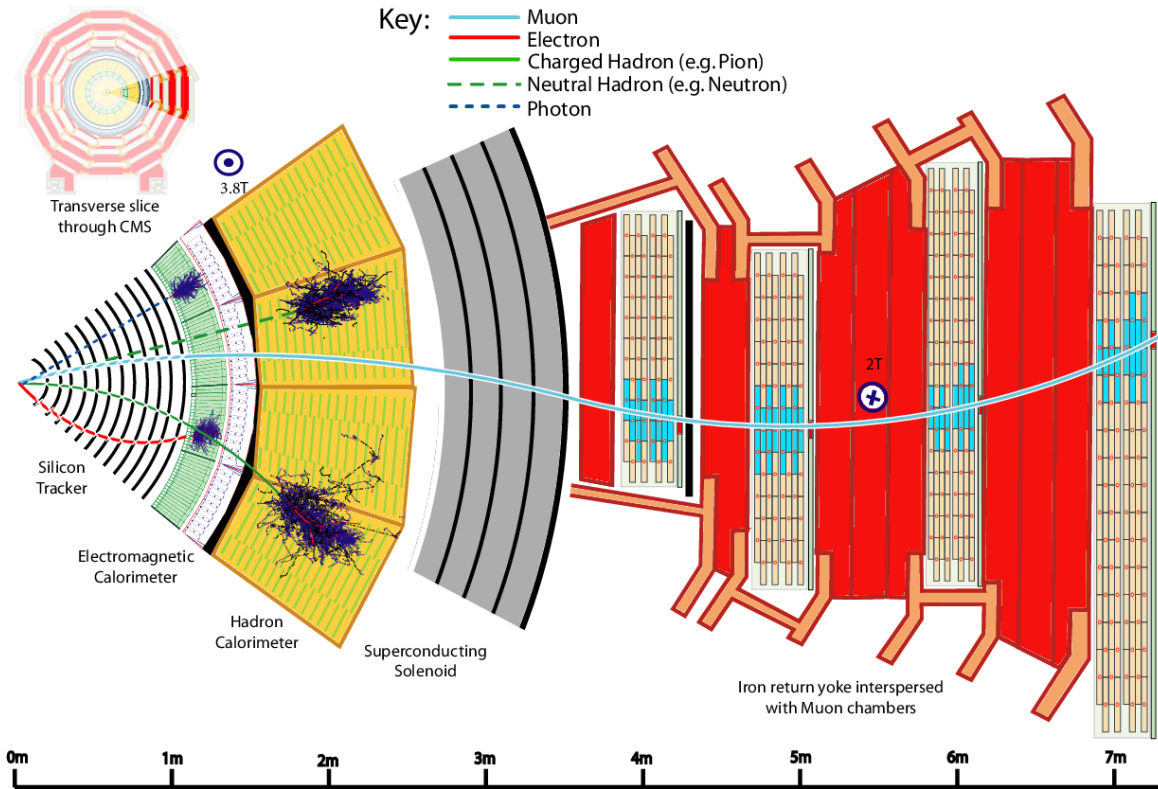 Key:
Muon
Electron
Charged Hadron (e.g. Pion)
Neutral Hadron (e.g. Neutron)
Photon
Transverse slice
through CMS
3.8T
2T
Silicon
Tracker
Electromagnetic
Calorimeter
Hadron
Calorimeter
Superconducting
Solenoid
Iron return yoke interspersed
with Muon chambers
0m 1m 2m 3m 4m 5m 6m 7m